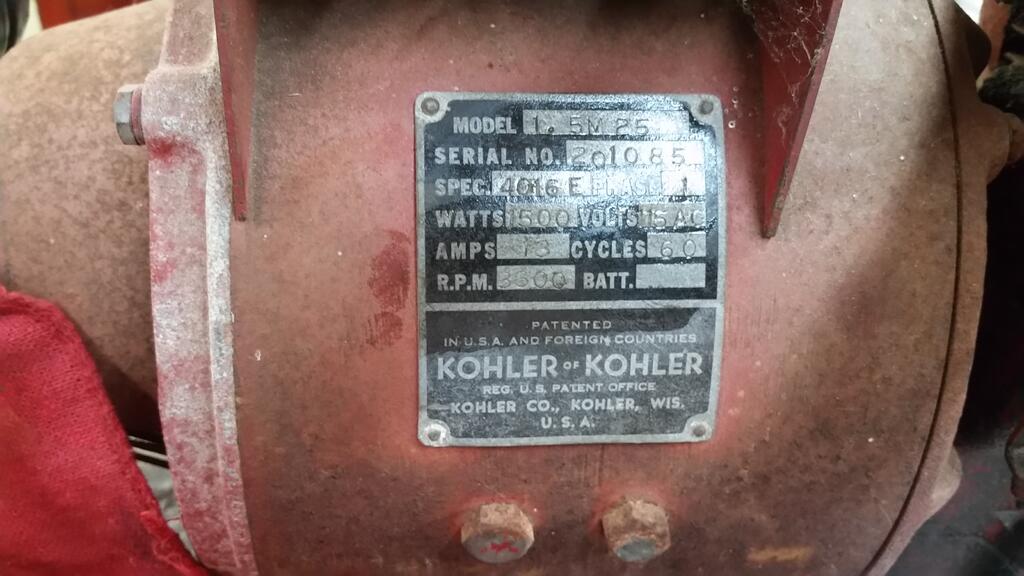 MODEL 1.5M25
SERIAL NO. 201085
SPEC. 4016E PHASE 1
WATTS 1500 VOLTS 115 AC
AMPS 13 CYCLES 60
R.P.M. 3600 BATT.
PATENTED
IN U.S.A. AND FOREIGN COUNTRIES
KOHLER OF KOHLER
REG. U.S. PATENT OFFICE
KOHLER CO., KOHLER, WIS.
U.S.A.